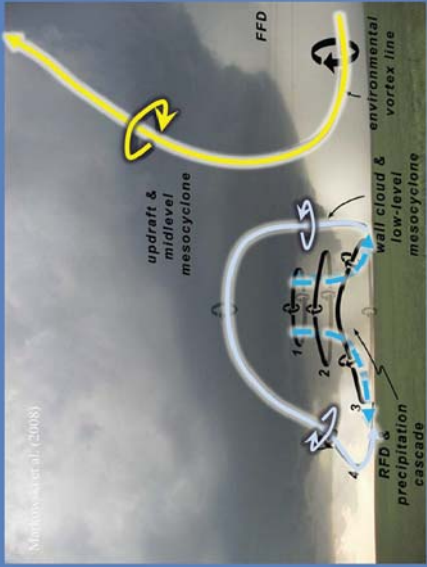 Markowski et al. (2008)
FFD
updraft &
midlevel
mesocyclone
environmental
vortex line
wall cloud &
low-level
mesocyclone
1
2
3
4
RFD &
precipitation
cascade